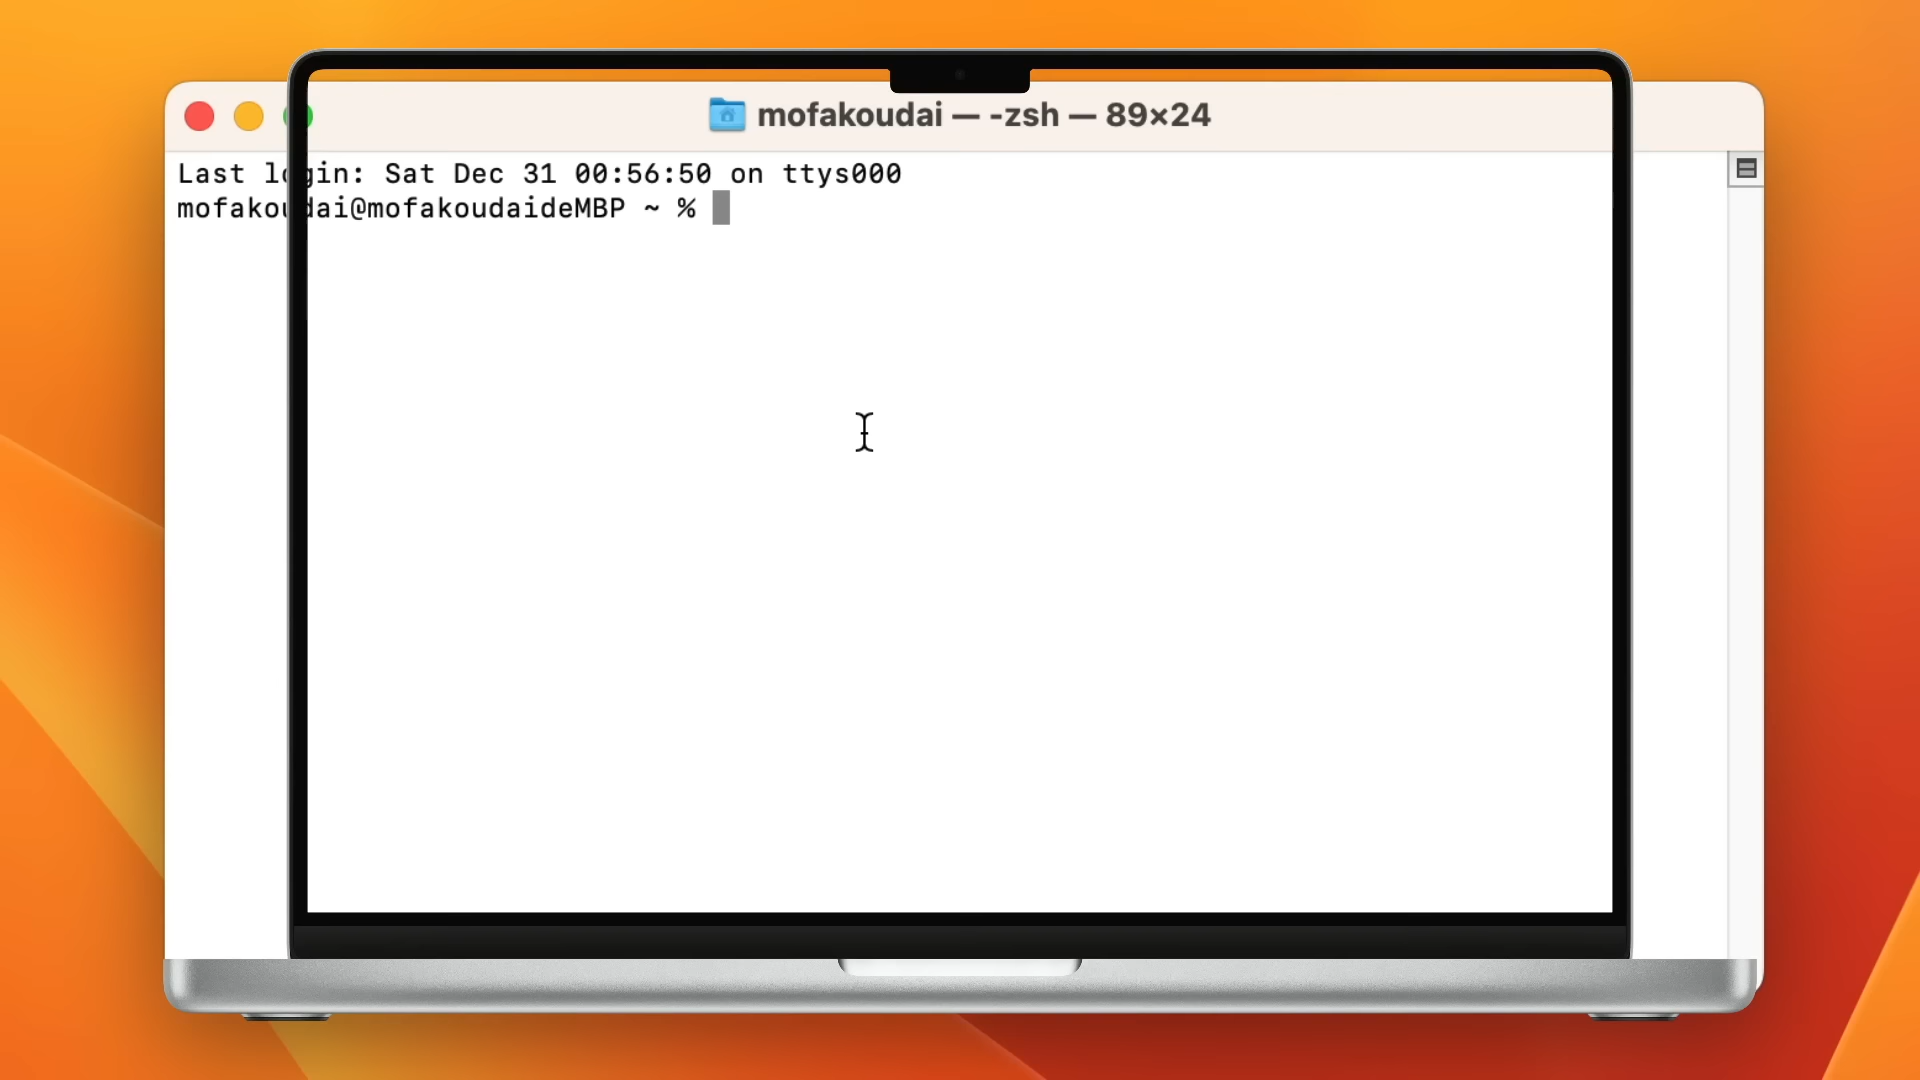 mofakoudai — -zsh — 89×24
Last login: Sat Dec 31 00:56:50 on ttys000
mofakoudai@mofakoudaideMBP ~ %